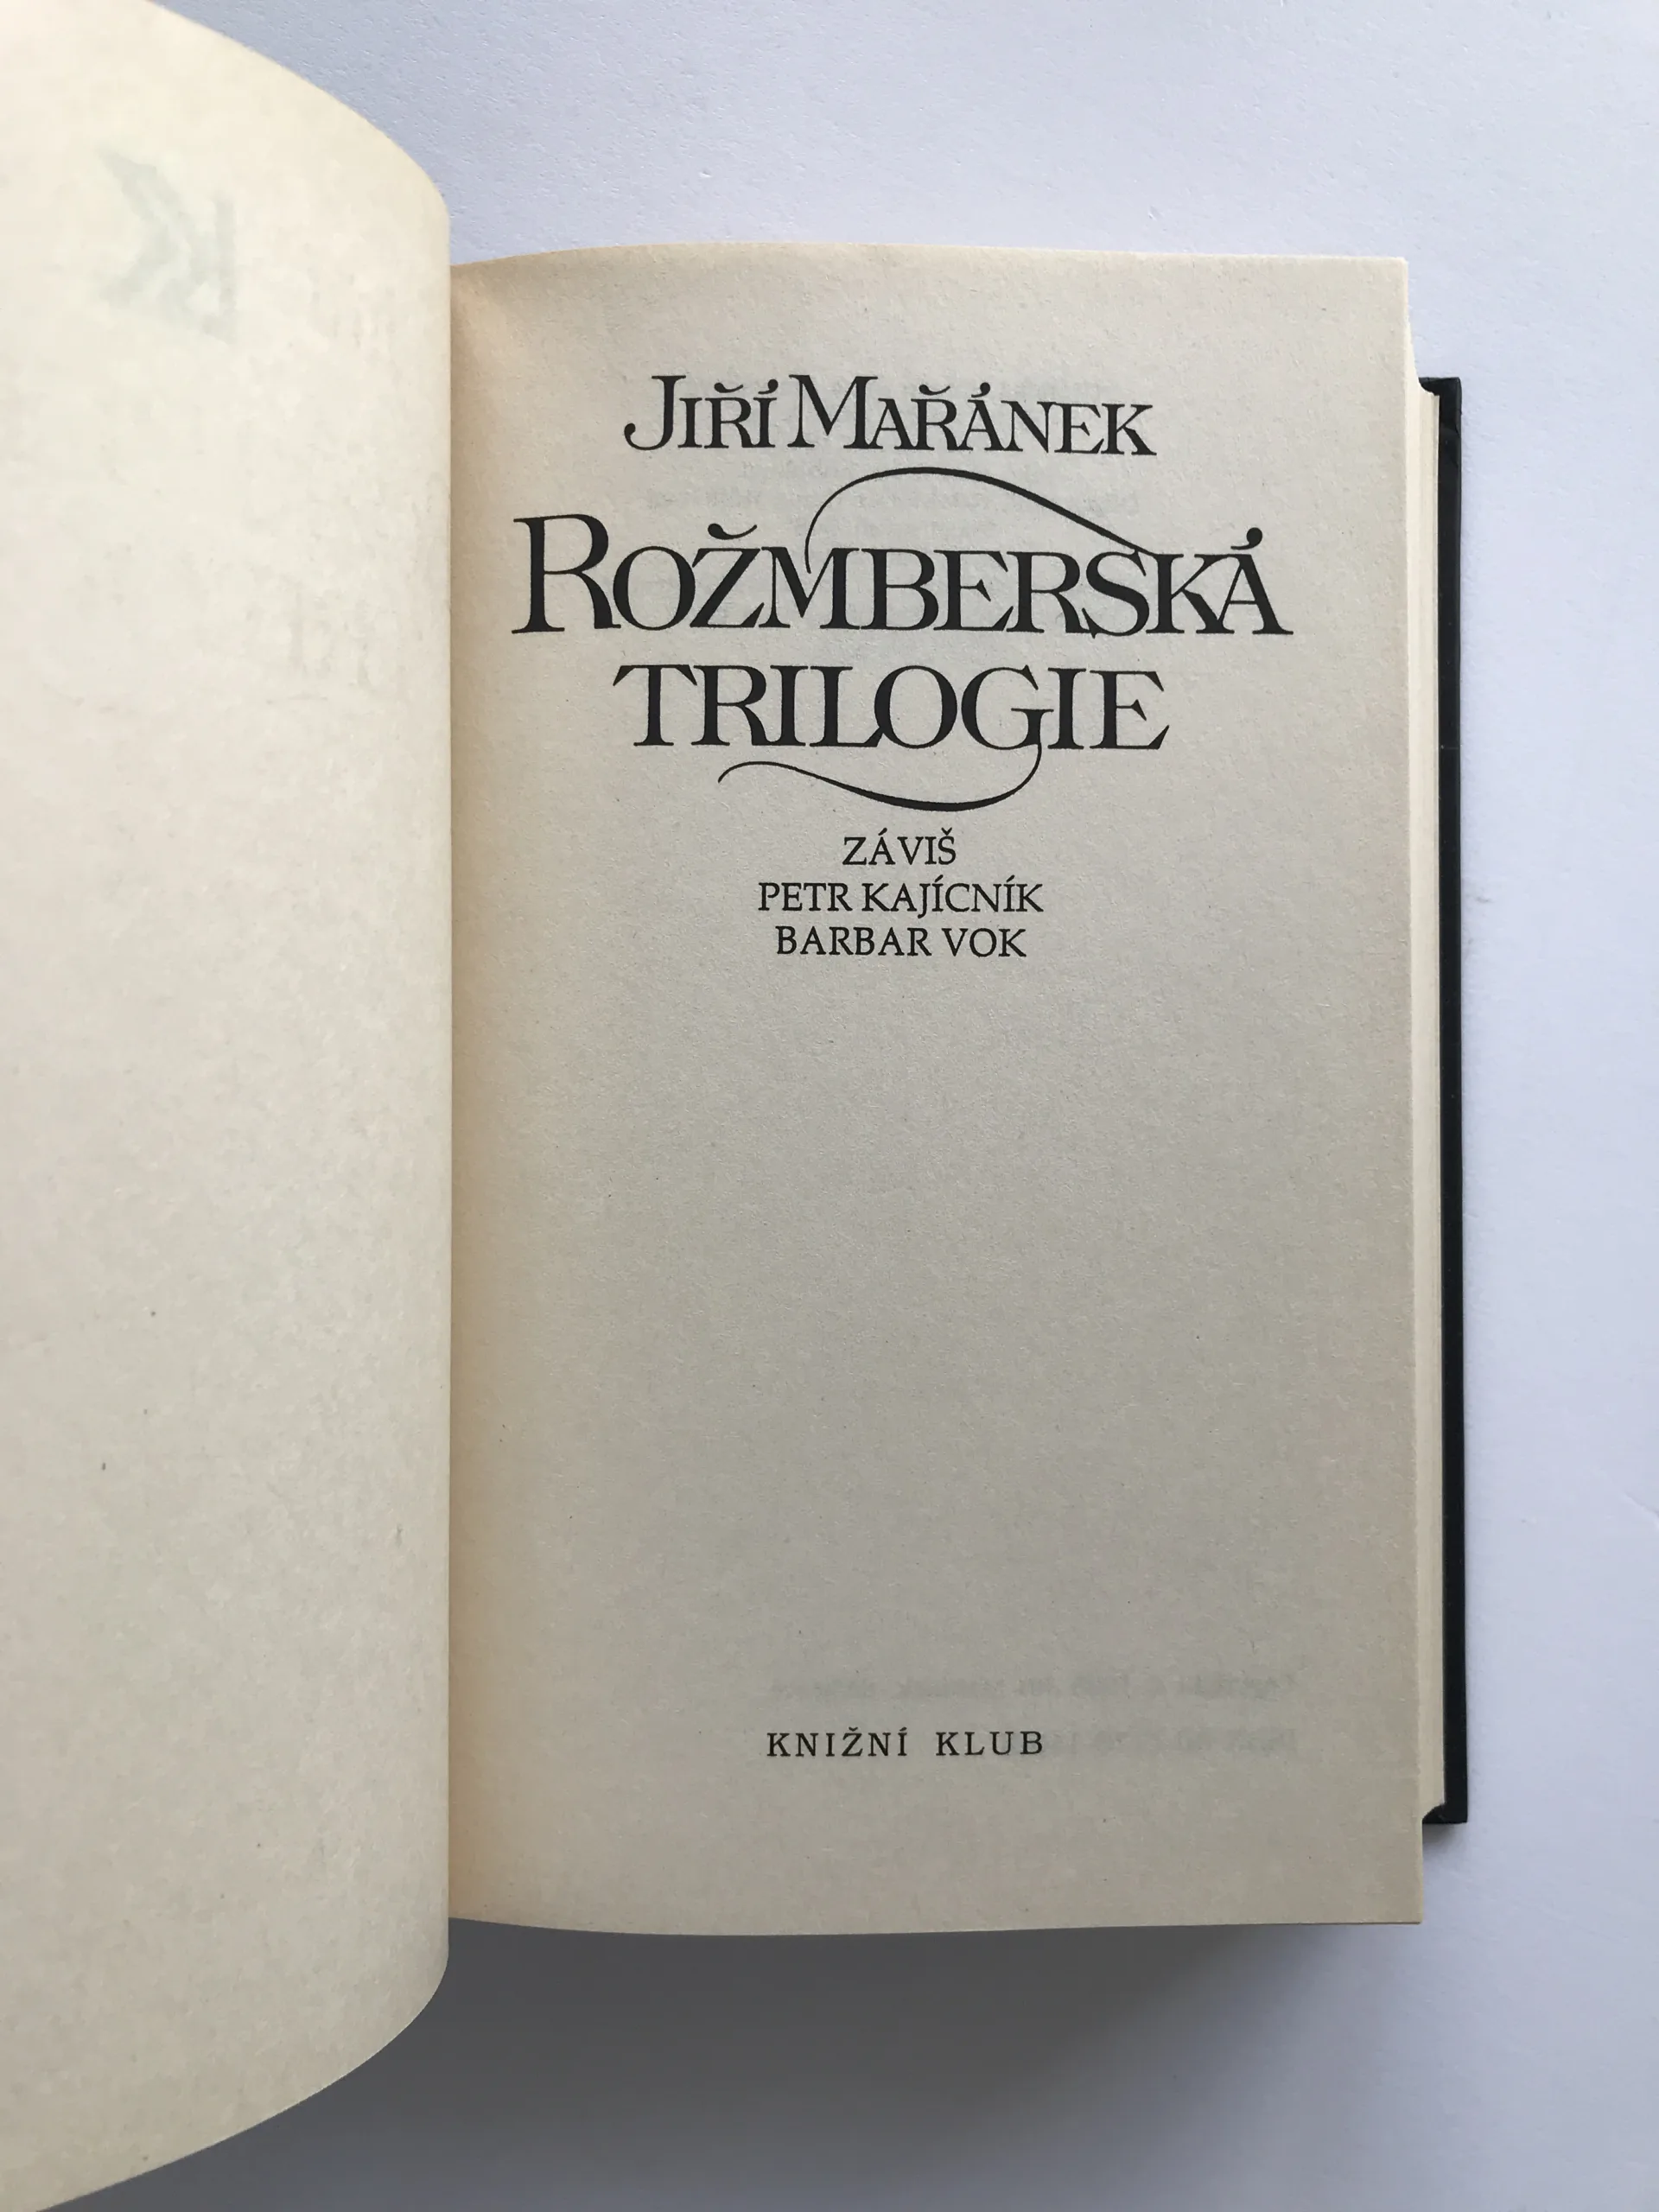 JIŘÍ MAŘÁNEK
ROŽMBERSKÁ
TRILOGIE
ZÁVIŠ
PETR KAJÍCNÍK
BARBAR VOK
KNIŽNÍ KLUB